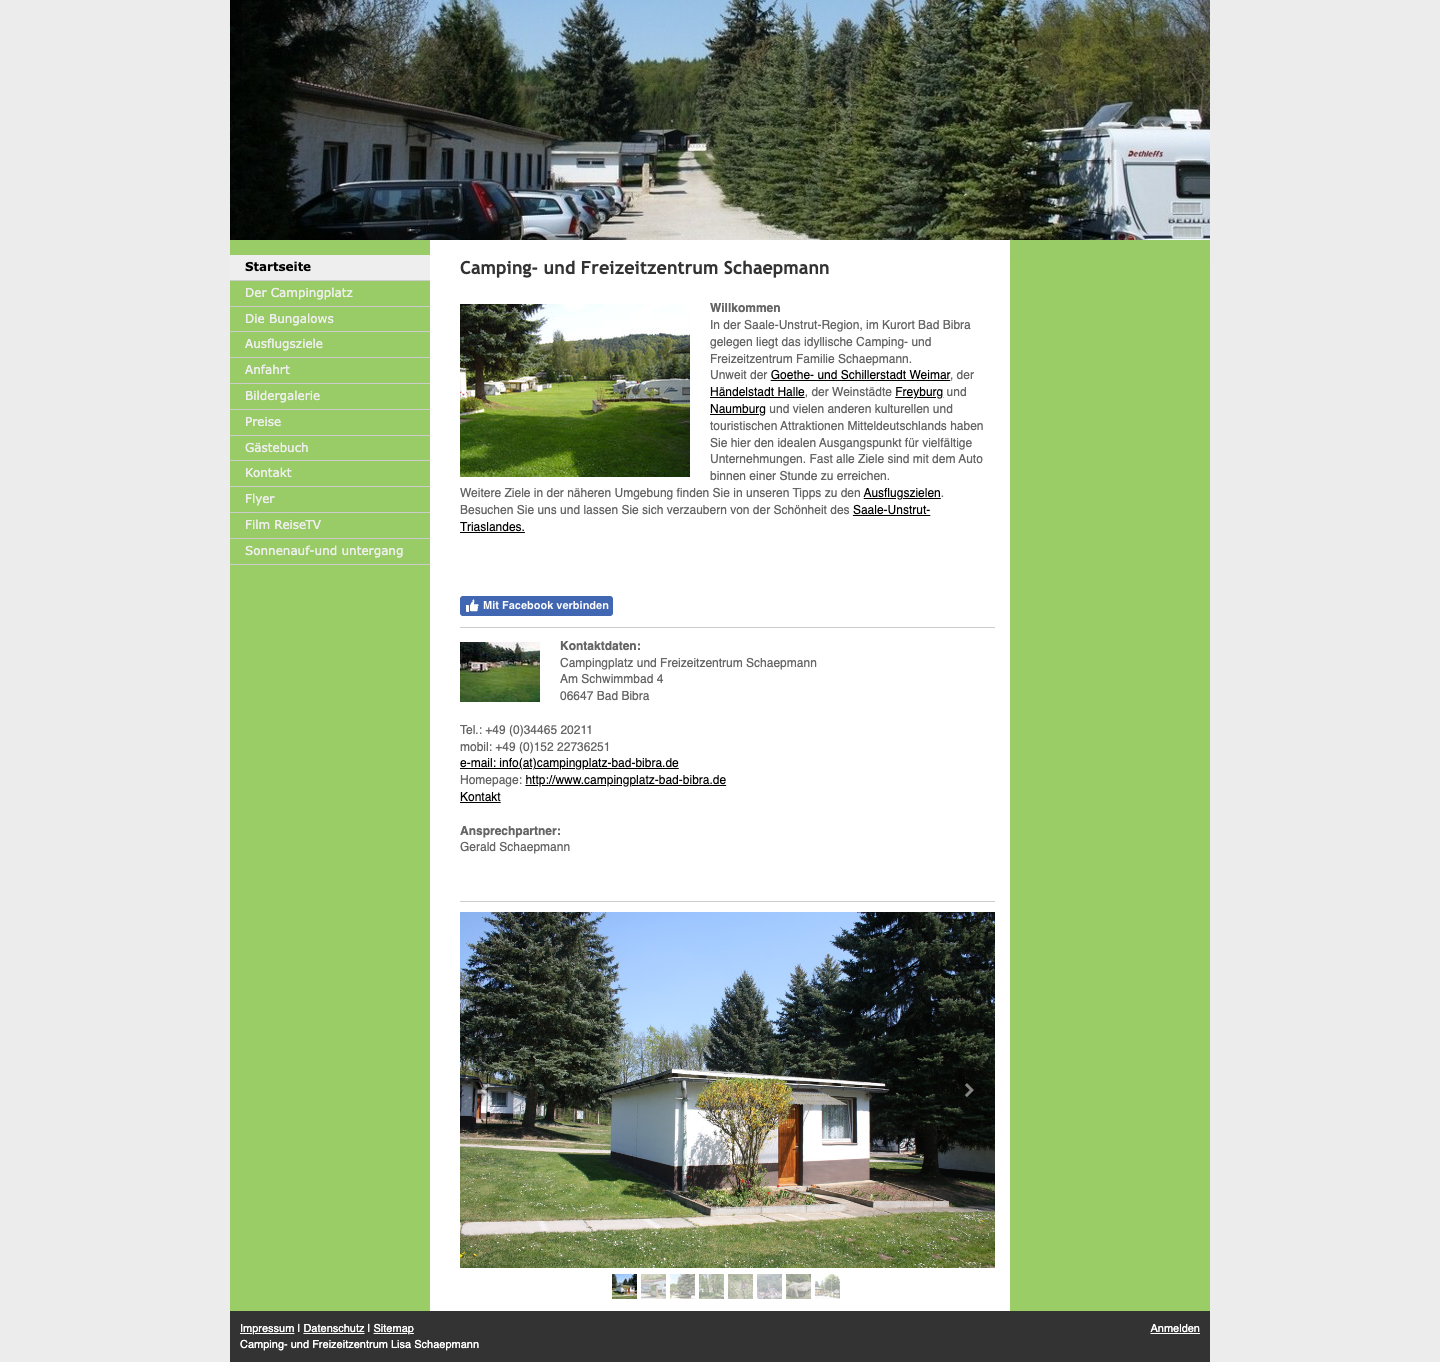 Dethleffs
Startseite
Der Campingplatz
Die Bungalows
Ausflugsziele
Anfahrt
Bildergalerie
Preise
Gästebuch
Kontakt
Flyer
Film ReiseTV
Sonnenauf-und untergang
Camping- und Freizeitzentrum Schaepmann
Willkommen
In der Saale-Unstrut-Region, im Kurort Bad Bibra
gelegen liegt das idyllische Camping- und
Freizeitzentrum Familie Schaepmann.
Unweit der Goethe- und Schillerstadt Weimar, der
Händelstadt Halle, der Weinstädte Freyburg und
Naumburg und vielen anderen kulturellen und
touristischen Attraktionen Mitteldeutschlands haben
Sie hier den idealen Ausgangspunkt für vielfältige
Unternehmungen. Fast alle Ziele sind mit dem Auto
binnen einer Stunde zu erreichen.
Weitere Ziele in der näheren Umgebung finden Sie in unseren Tipps zu den Ausflugszielen.
Besuchen Sie uns und lassen Sie sich verzaubern von der Schönheit des Saale-Unstrut-
Triaslandes.
Mit Facebook verbinden
Kontaktdaten:
Campingplatz und Freizeitzentrum Schaepmann
Am Schwimmbad 4
06647 Bad Bibra
Tel.: +49 (0)34465 20211
mobil: +49 (0)152 22736251
e-mail: info(at)campingplatz-bad-bibra.de
Homepage: http://www.campingplatz-bad-bibra.de
Kontakt
Ansprechpartner:
Gerald Schaepmann
Impressum | Datenschutz | Sitemap
Anmelden
Camping- und Freizeitzentrum Lisa Schaepmann